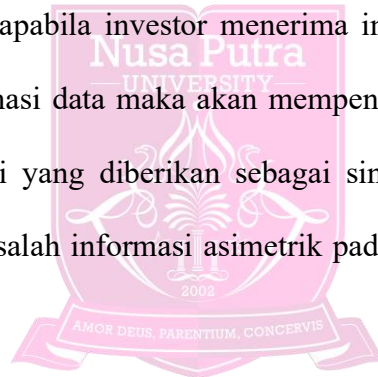 apabila investor menerima in
Nusa Putra
UNIVERSITY
nasi data maka akan mempen
i yang diberikan sebagai sin
salah informasi asimetrik pad
2002
AMOR DEUS, PARENTIUM, CONCERVIS